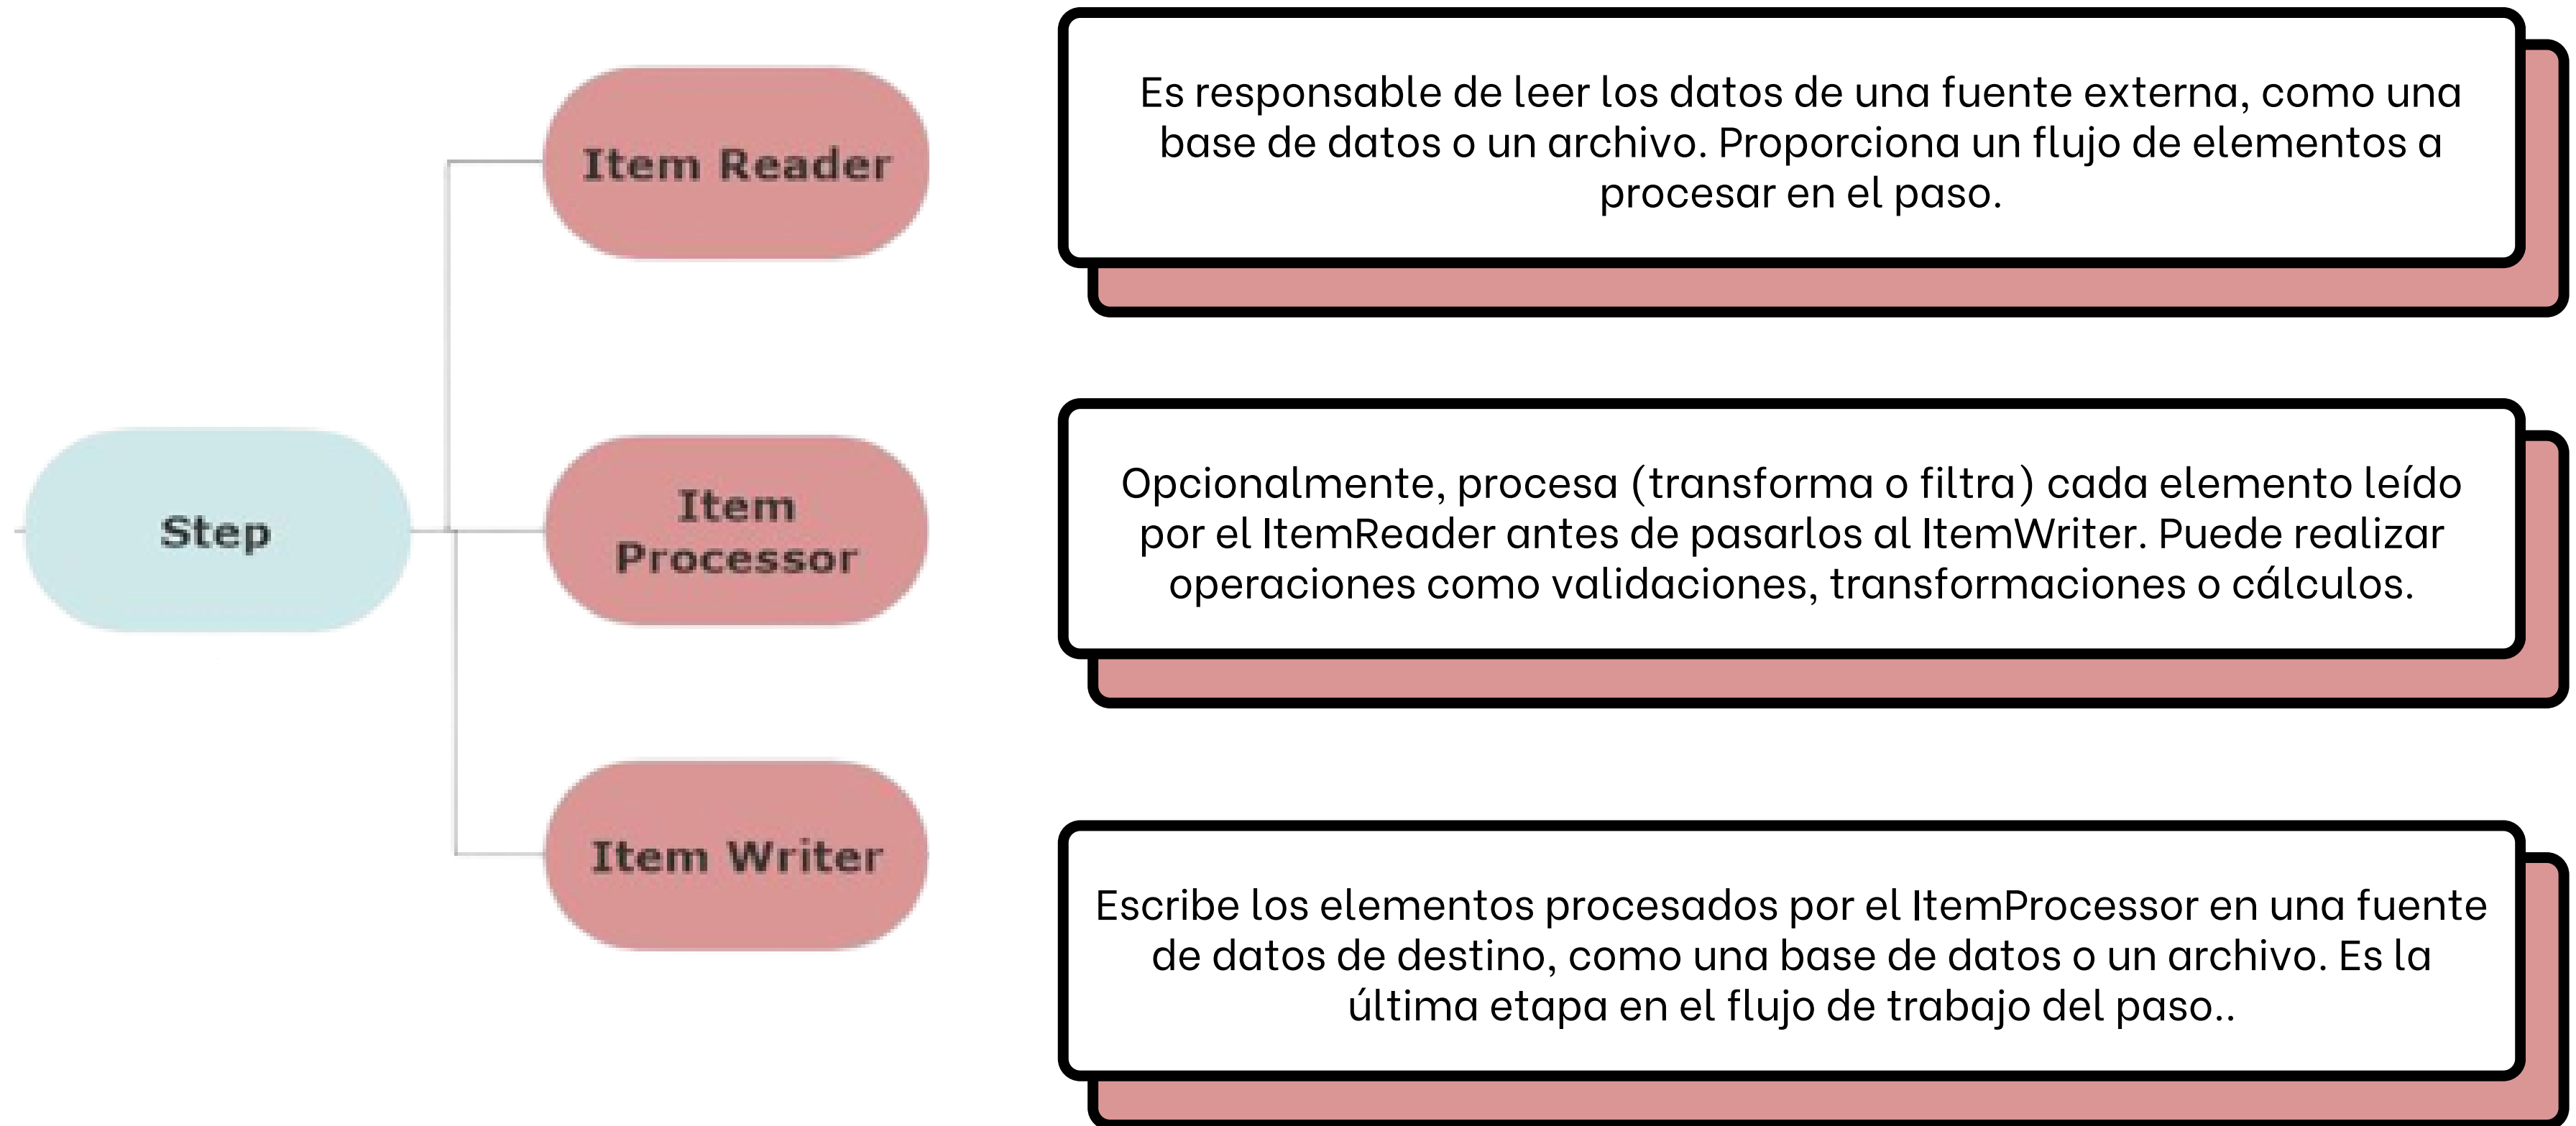 Item Reader
Es responsable de leer los datos de una fuente externa, como una
base de datos o un archivo. Proporciona un flujo de elementos a
procesar en el paso.
Step
Item
Processor
Opcionalmente, procesa (transforma o filtra) cada elemento leído
por el ItemReader antes de pasarlos al ItemWriter. Puede realizar
operaciones como validaciones, transformaciones o cálculos.
Item Writer
Escribe los elementos procesados por el ItemProcessor en una fuente
de datos de destino, como una base de datos o un archivo. Es la
última etapa en el flujo de trabajo del paso..